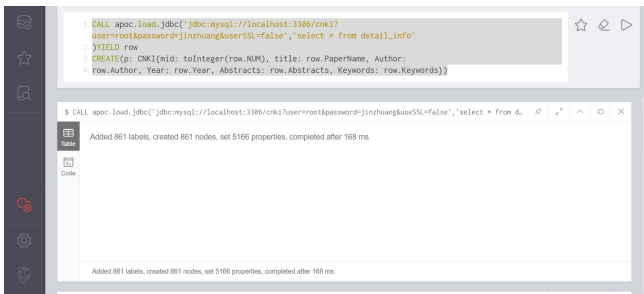 1 CALL apoc.load.jdbc('jdbc:mysql://localhost:3306/cnki?
user=root&password=jinzhuang&userSSL=false','select * from detail_info'
2 )YIELD row
3 CREATE(p: CNKI{mid: toInteger(row.NUM), title: row.PaperName, Author:
4 row.Author, Year: row.Year, Abstracts: row.Abstracts, Keywords: row.Keywords})
$ CALL apoc.load.jdbc('jdbc:mysql://localhost:3306/cnki?user=root&password=jinzhuang&useSSL=false','select * from d…
Table
Added 861 labels, created 861 nodes, set 5166 properties, completed after 168 ms.
Code
Added 861 labels, created 861 nodes, set 5166 properties, completed after 168 ms.